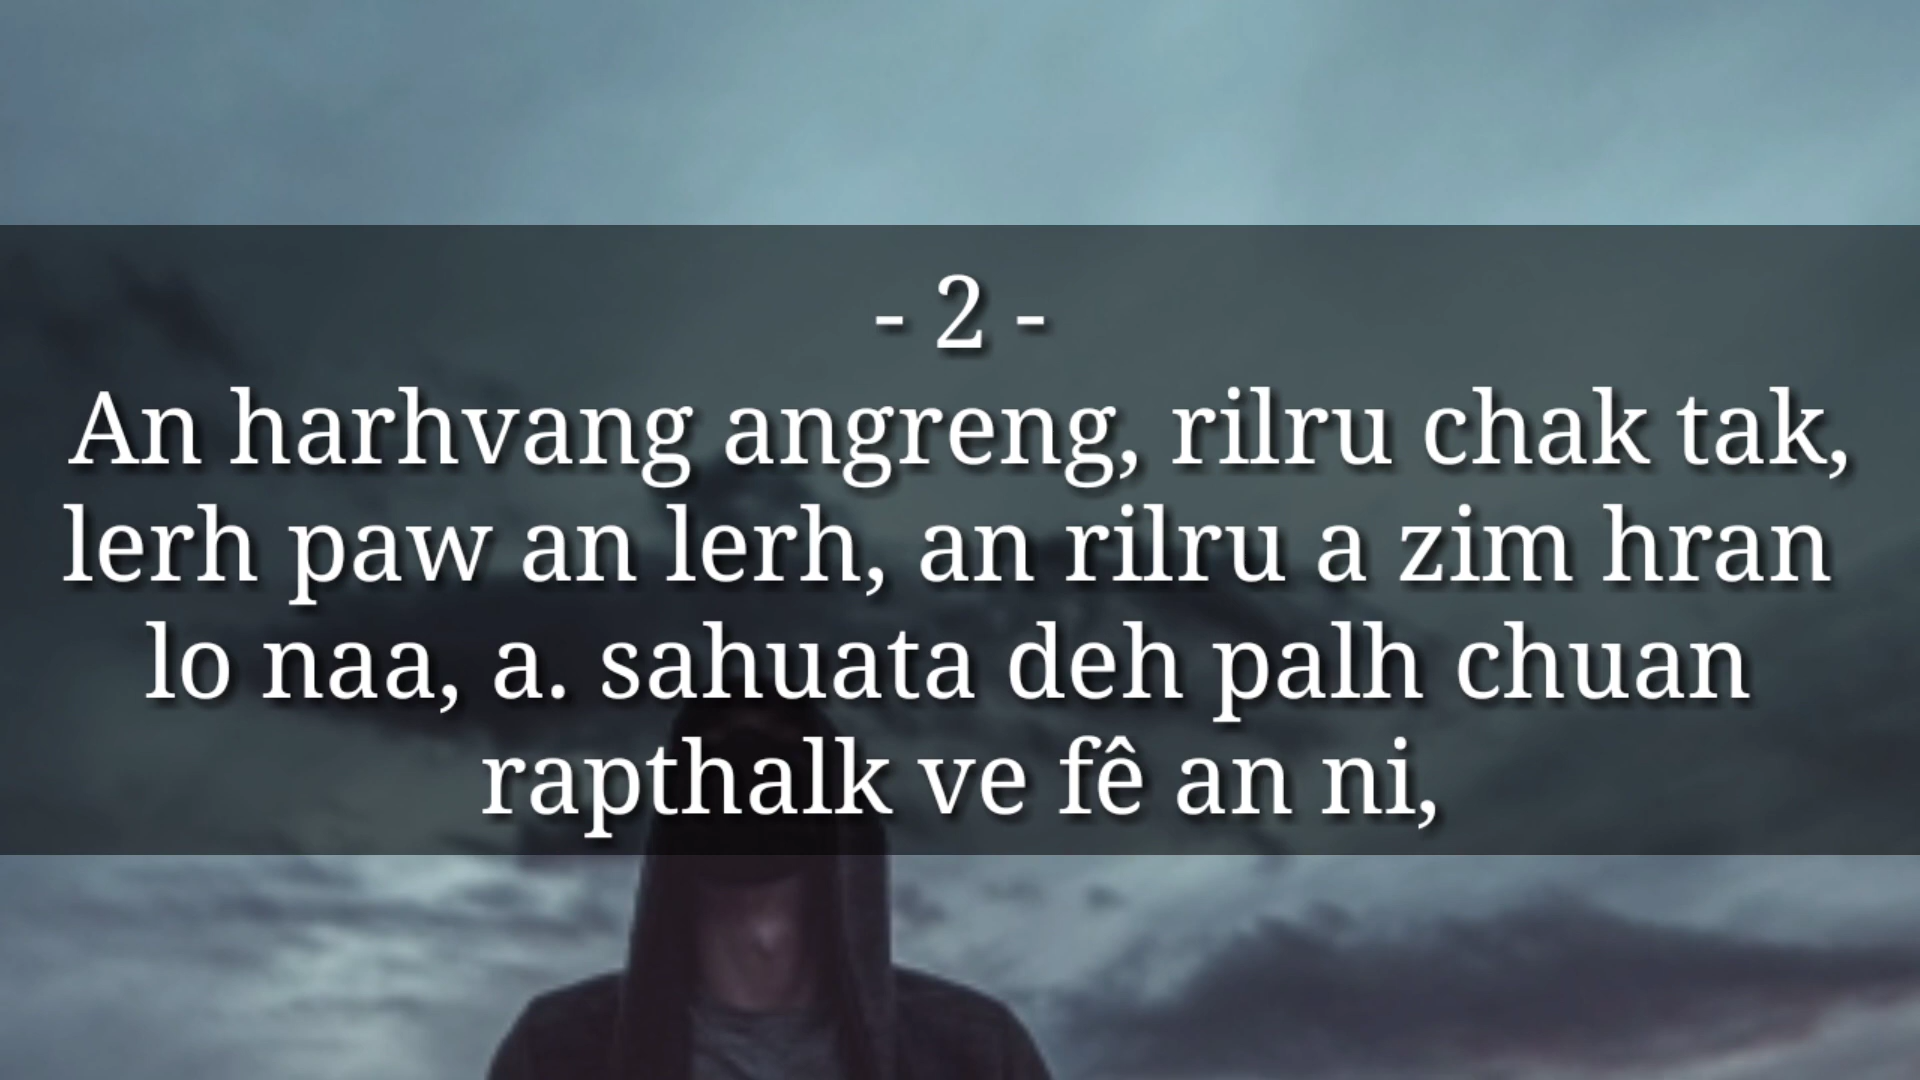 - 2 -
An harhvang angreng, rilru chak tak,
lerh paw an lerh, an rilru a zim hran
lo naa, a. sahuata deh palh chuan
rapthalk ve fê an ni,